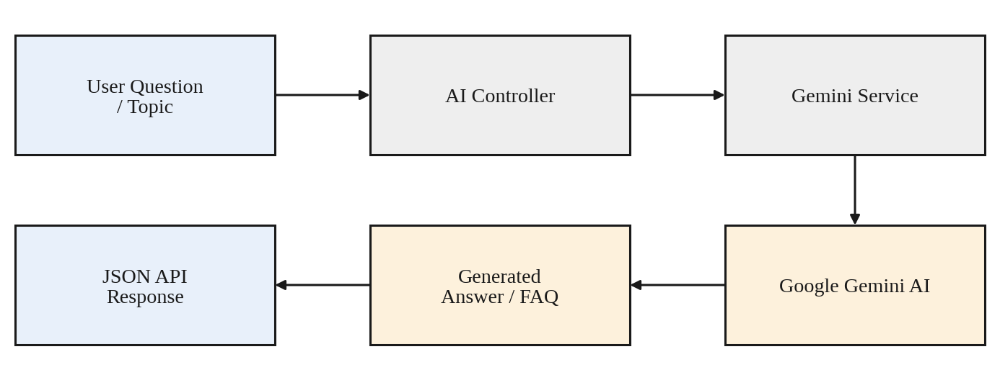 User Question
/ Topic
AI Controller
Gemini Service
JSON API
Response
Generated
Answer / FAQ
Google Gemini AI